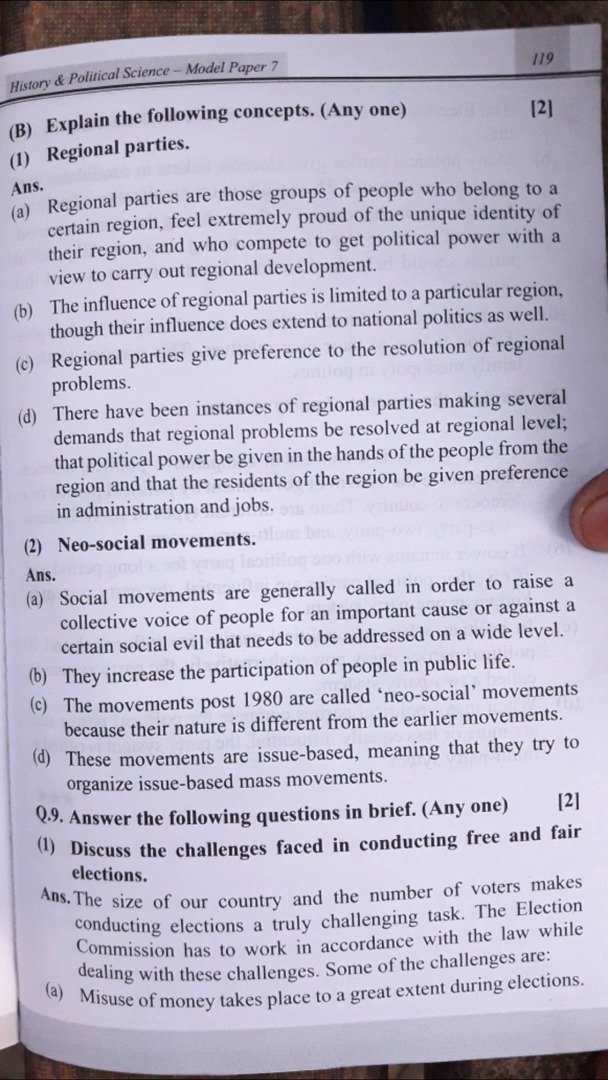 History & Political Science – Model Paper 7
119
(B) Explain the following concepts. (Any one) [2]
(1) Regional parties.
Ans.
(a) Regional parties are those groups of people who belong to a
certain region, feel extremely proud of the unique identity of
their region, and who compete to get political power with a
view to carry out regional development.
(b) The influence of regional parties is limited to a particular region,
though their influence does extend to national politics as well.
(c) Regional parties give preference to the resolution of regional
problems.
(d) There have been instances of regional parties making several
demands that regional problems be resolved at regional level;
that political power be given in the hands of the people from the
region and that the residents of the region be given preference
in administration and jobs.
(2) Neo-social movements.
Ans.
(a) Social movements are generally called in order to raise a
collective voice of people for an important cause or against a
certain social evil that needs to be addressed on a wide level.
(b) They increase the participation of people in public life.
(c) The movements post 1980 are called ‘neo-social’ movements
because their nature is different from the earlier movements.
(d) These movements are issue-based, meaning that they try to
organize issue-based mass movements.
Q.9. Answer the following questions in brief. (Any one) [2]
(1) Discuss the challenges faced in conducting free and fair
elections.
Ans. The size of our country and the number of voters makes
conducting elections a truly challenging task. The Election
Commission has to work in accordance with the law while
dealing with these challenges. Some of the challenges are:
(a) Misuse of money takes place to a great extent during elections.